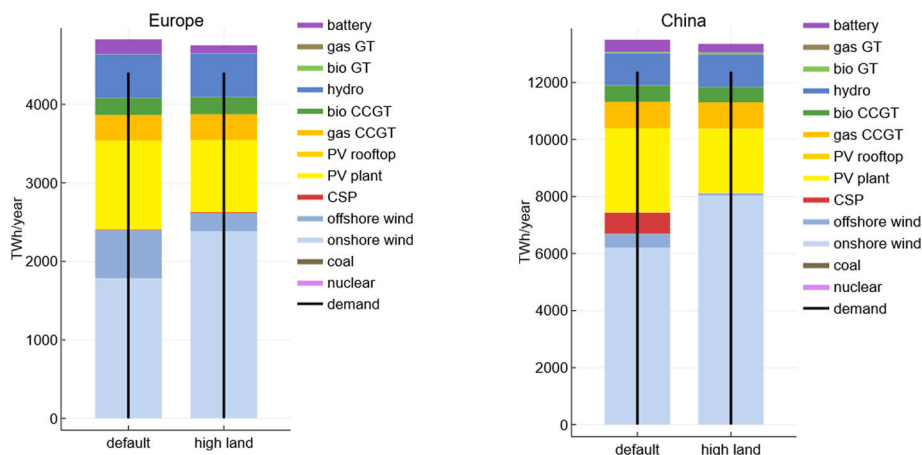 Europe
TWh/year
4000
3000
2000
1000
0
default
high land
battery
gas GT
bio GT
hydro
bio CCGT
gas CCGT
PV rooftop
PV plant
CSP
offshore wind
onshore wind
coal
nuclear
demand
China
TWh/year
12000
10000
8000
6000
4000
2000
0
default
high land
battery
gas GT
bio GT
hydro
bio CCGT
gas CCGT
PV rooftop
PV plant
CSP
offshore wind
onshore wind
coal
nuclear
demand